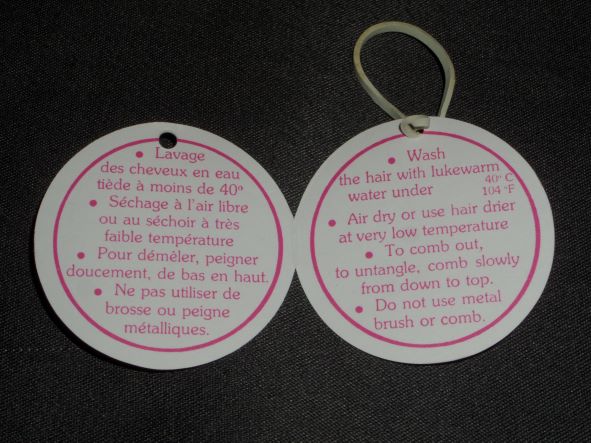 • Lavage
des cheveux en eau
tiède à moins de 40º
• Séchage à l'air libre
ou au séchoir à très
faible température
• Pour démêler, peigner
doucement, de bas en haut.
• Ne pas utiliser de
brosse ou peigne
métalliques.
• Wash
the hair with lukewarm
water under 40º C
104 ºF
• Air dry or use hair drier
at very low temperature
• To comb out,
to untangle, comb slowly
from down to top.
• Do not use metal
brush or comb.